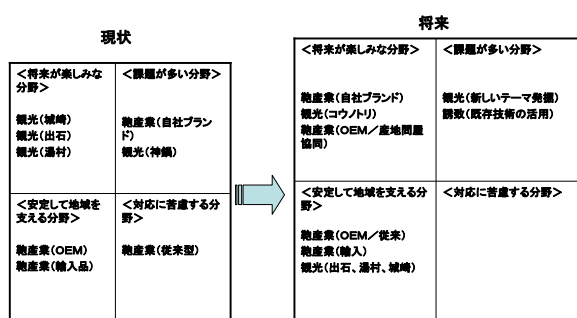 現状
<将来が楽しみな
分野>
観光(城崎)
観光(出石)
観光(湯村)
<課題が多い分野>
鞄産業(自社ブラン
ド)
観光(神鍋)
<安定して地域を
支える分野>
鞄産業(OEM)
鞄産業(輸入品)
<対応に苦慮する分
野>
鞄産業(従来型)
将来
<将来が楽しみな分野>
鞄産業(自社ブランド)
観光(コウノトリ)
鞄産業(OEM/産地問屋
協同)
<課題が多い分野>
観光(新しいテーマ発掘)
誘致(既存技術の活用)
<安定して地域を支える分
野>
鞄産業(OEM/従来)
鞄産業(輸入)
観光(出石、湯村、城崎)
<対応に苦慮する分野>